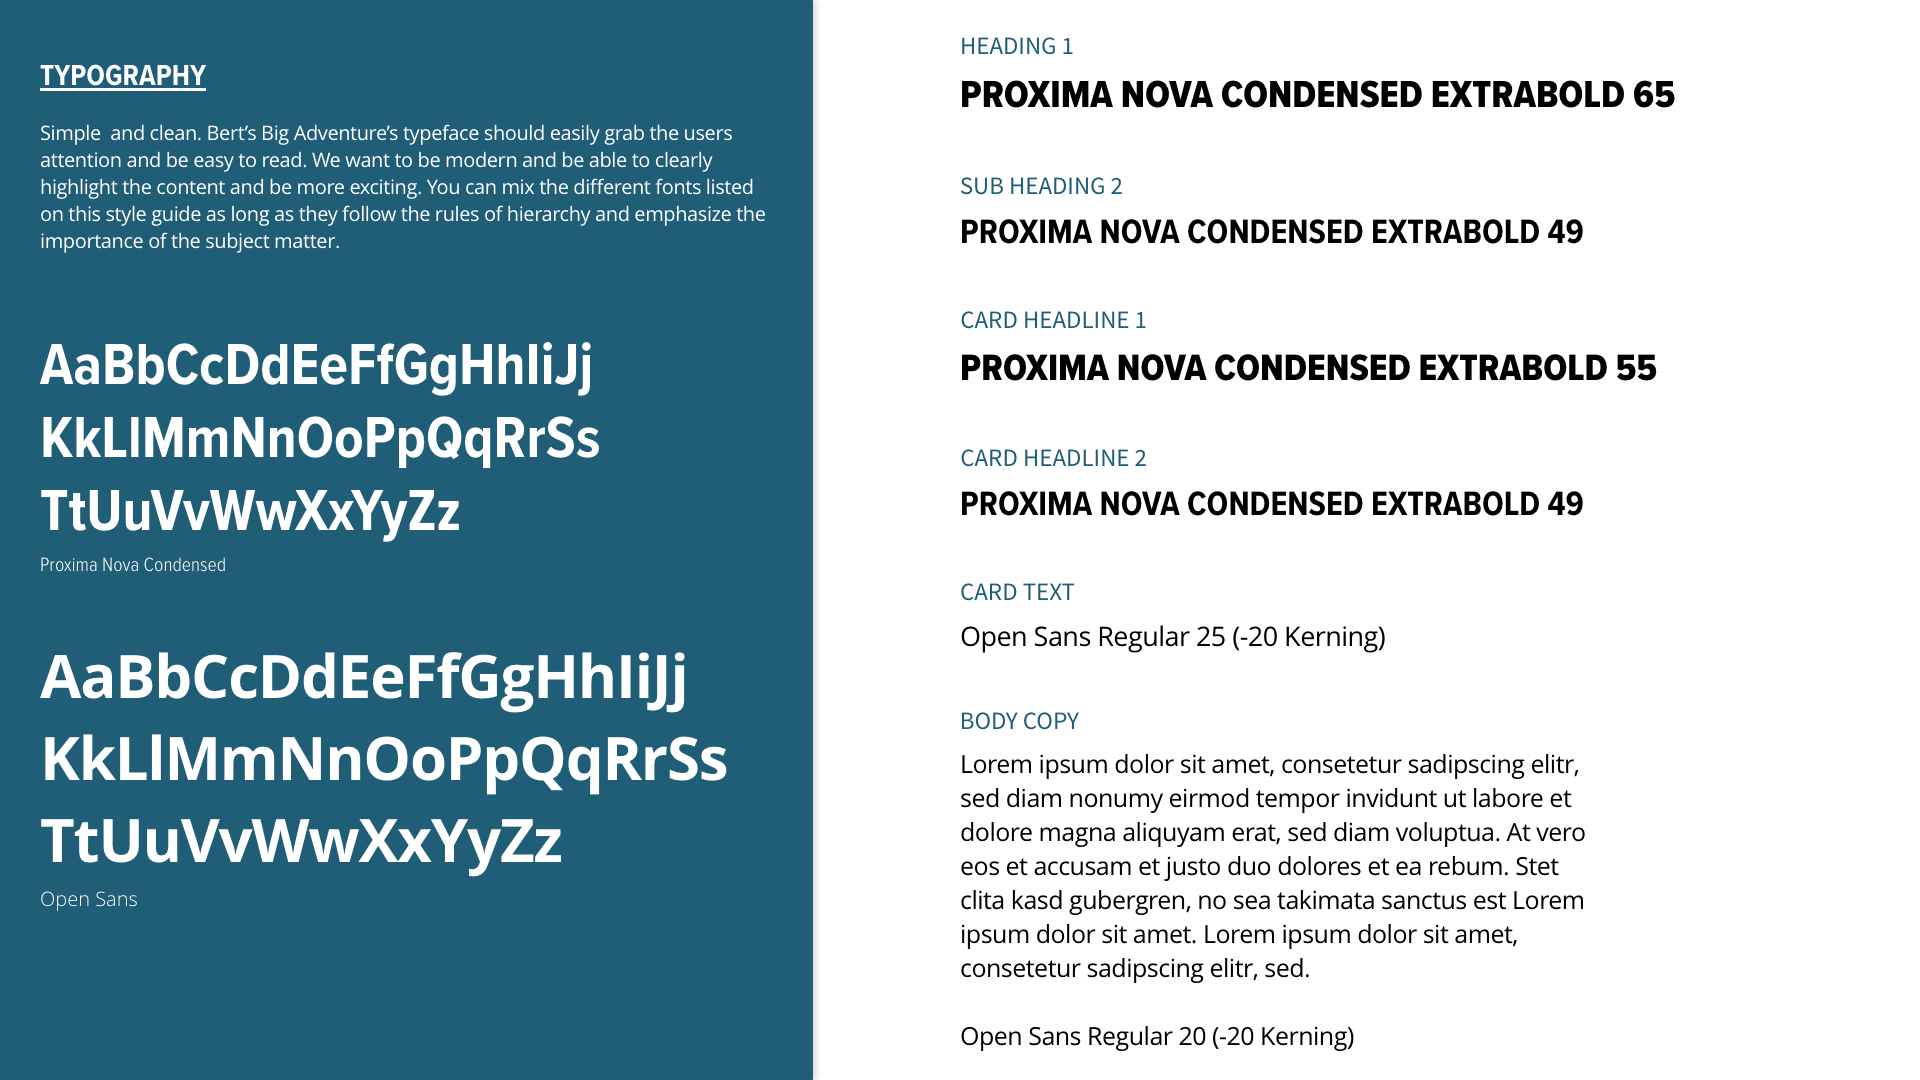 TYPOGRAPHY
Simple  and clean. Bert’s Big Adventure’s typeface should easily grab the users
attention and be easy to read. We want to be modern and be able to clearly
highlight the content and be more exciting. You can mix the different fonts listed
on this style guide as long as they follow the rules of hierarchy and emphasize the
importance of the subject matter.
AaBbCcDdEeFfGgHhIiJj
KkLlMmNnOoPpQqRrSs
TtUuVvWwXxYyZz
Proxima Nova Condensed
AaBbCcDdEeFfGgHhIiJj
KkLlMmNnOoPpQqRrSs
TtUuVvWwXxYyZz
Open Sans
HEADING 1
PROXIMA NOVA CONDENSED EXTRABOLD 65
SUB HEADING 2
PROXIMA NOVA CONDENSED EXTRABOLD 49
CARD HEADLINE 1
PROXIMA NOVA CONDENSED EXTRABOLD 55
CARD HEADLINE 2
PROXIMA NOVA CONDENSED EXTRABOLD 49
CARD TEXT
Open Sans Regular 25 (-20 Kerning)
BODY COPY
Lorem ipsum dolor sit amet, consetetur sadipscing elitr,
sed diam nonumy eirmod tempor invidunt ut labore et
dolore magna aliquyam erat, sed diam voluptua. At vero
eos et accusam et justo duo dolores et ea rebum. Stet
clita kasd gubergren, no sea takimata sanctus est Lorem
ipsum dolor sit amet. Lorem ipsum dolor sit amet,
consetetur sadipscing elitr, sed.
Open Sans Regular 20 (-20 Kerning)